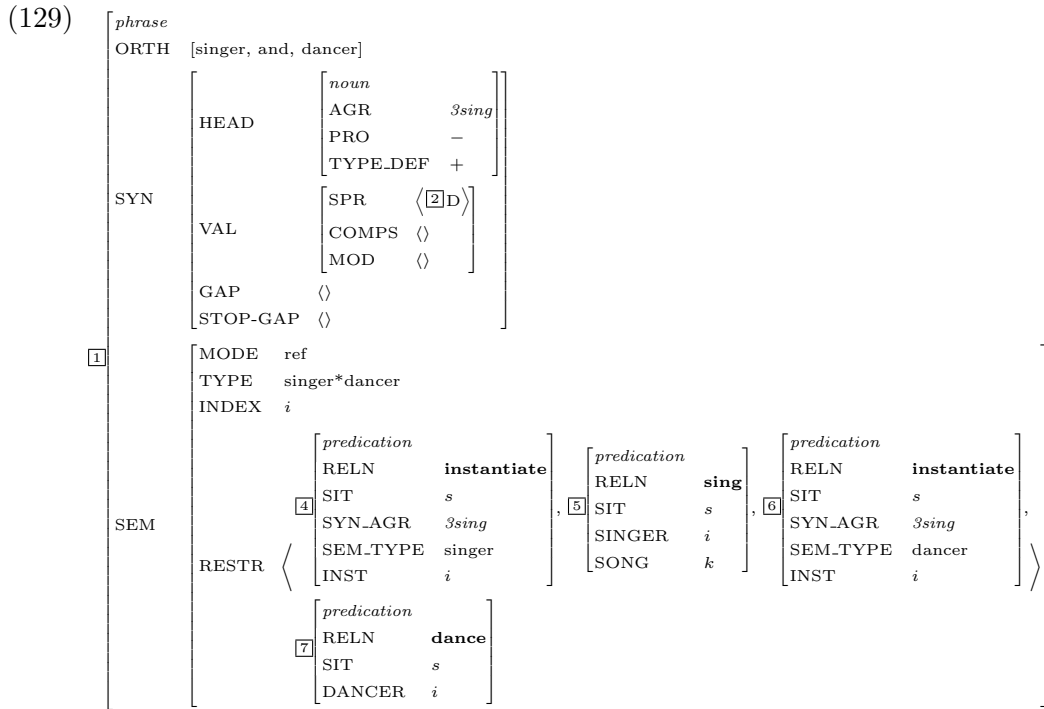 (129)
phrase
ORTH [singer, and, dancer]
noun
AGR 3sing
HEAD
PRO −
TYPE_DEF +
SYN
SPR ⟨ 2 D ⟩
VAL COMPS ⟨⟩
MOD ⟨⟩
GAP ⟨⟩
STOP-GAP ⟨⟩
1
MODE ref
TYPE singer*dancer
INDEX i
SEM
RESTR ⟨
4
predication
RELN instantiate
SIT s
SYN_AGR 3sing
SEM_TYPE singer
INST i
,
5
predication
RELN sing
SIT s
SINGER i
SONG k
,
6
predication
RELN instantiate
SIT s
SYN_AGR 3sing
SEM_TYPE dancer
INST i
,
7
predication
RELN dance
SIT s
DANCER i
⟩